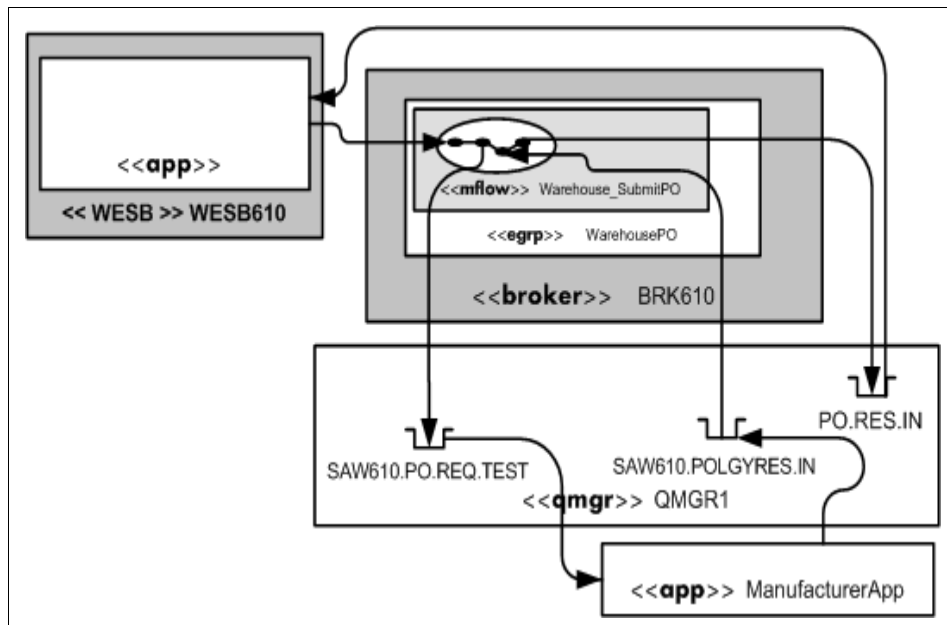 <<app>>
<< WESB >> WESB610
<<mflow>> Warehouse_SubmitPO
<<egrp>> WarehousePO
<<broker>> BRK610
PO.RES.IN
SAW610.PO.REQ.TEST
SAW610.POLGYRES.IN
<<qmgr>> QMGR1
<<app>> ManufacturerApp